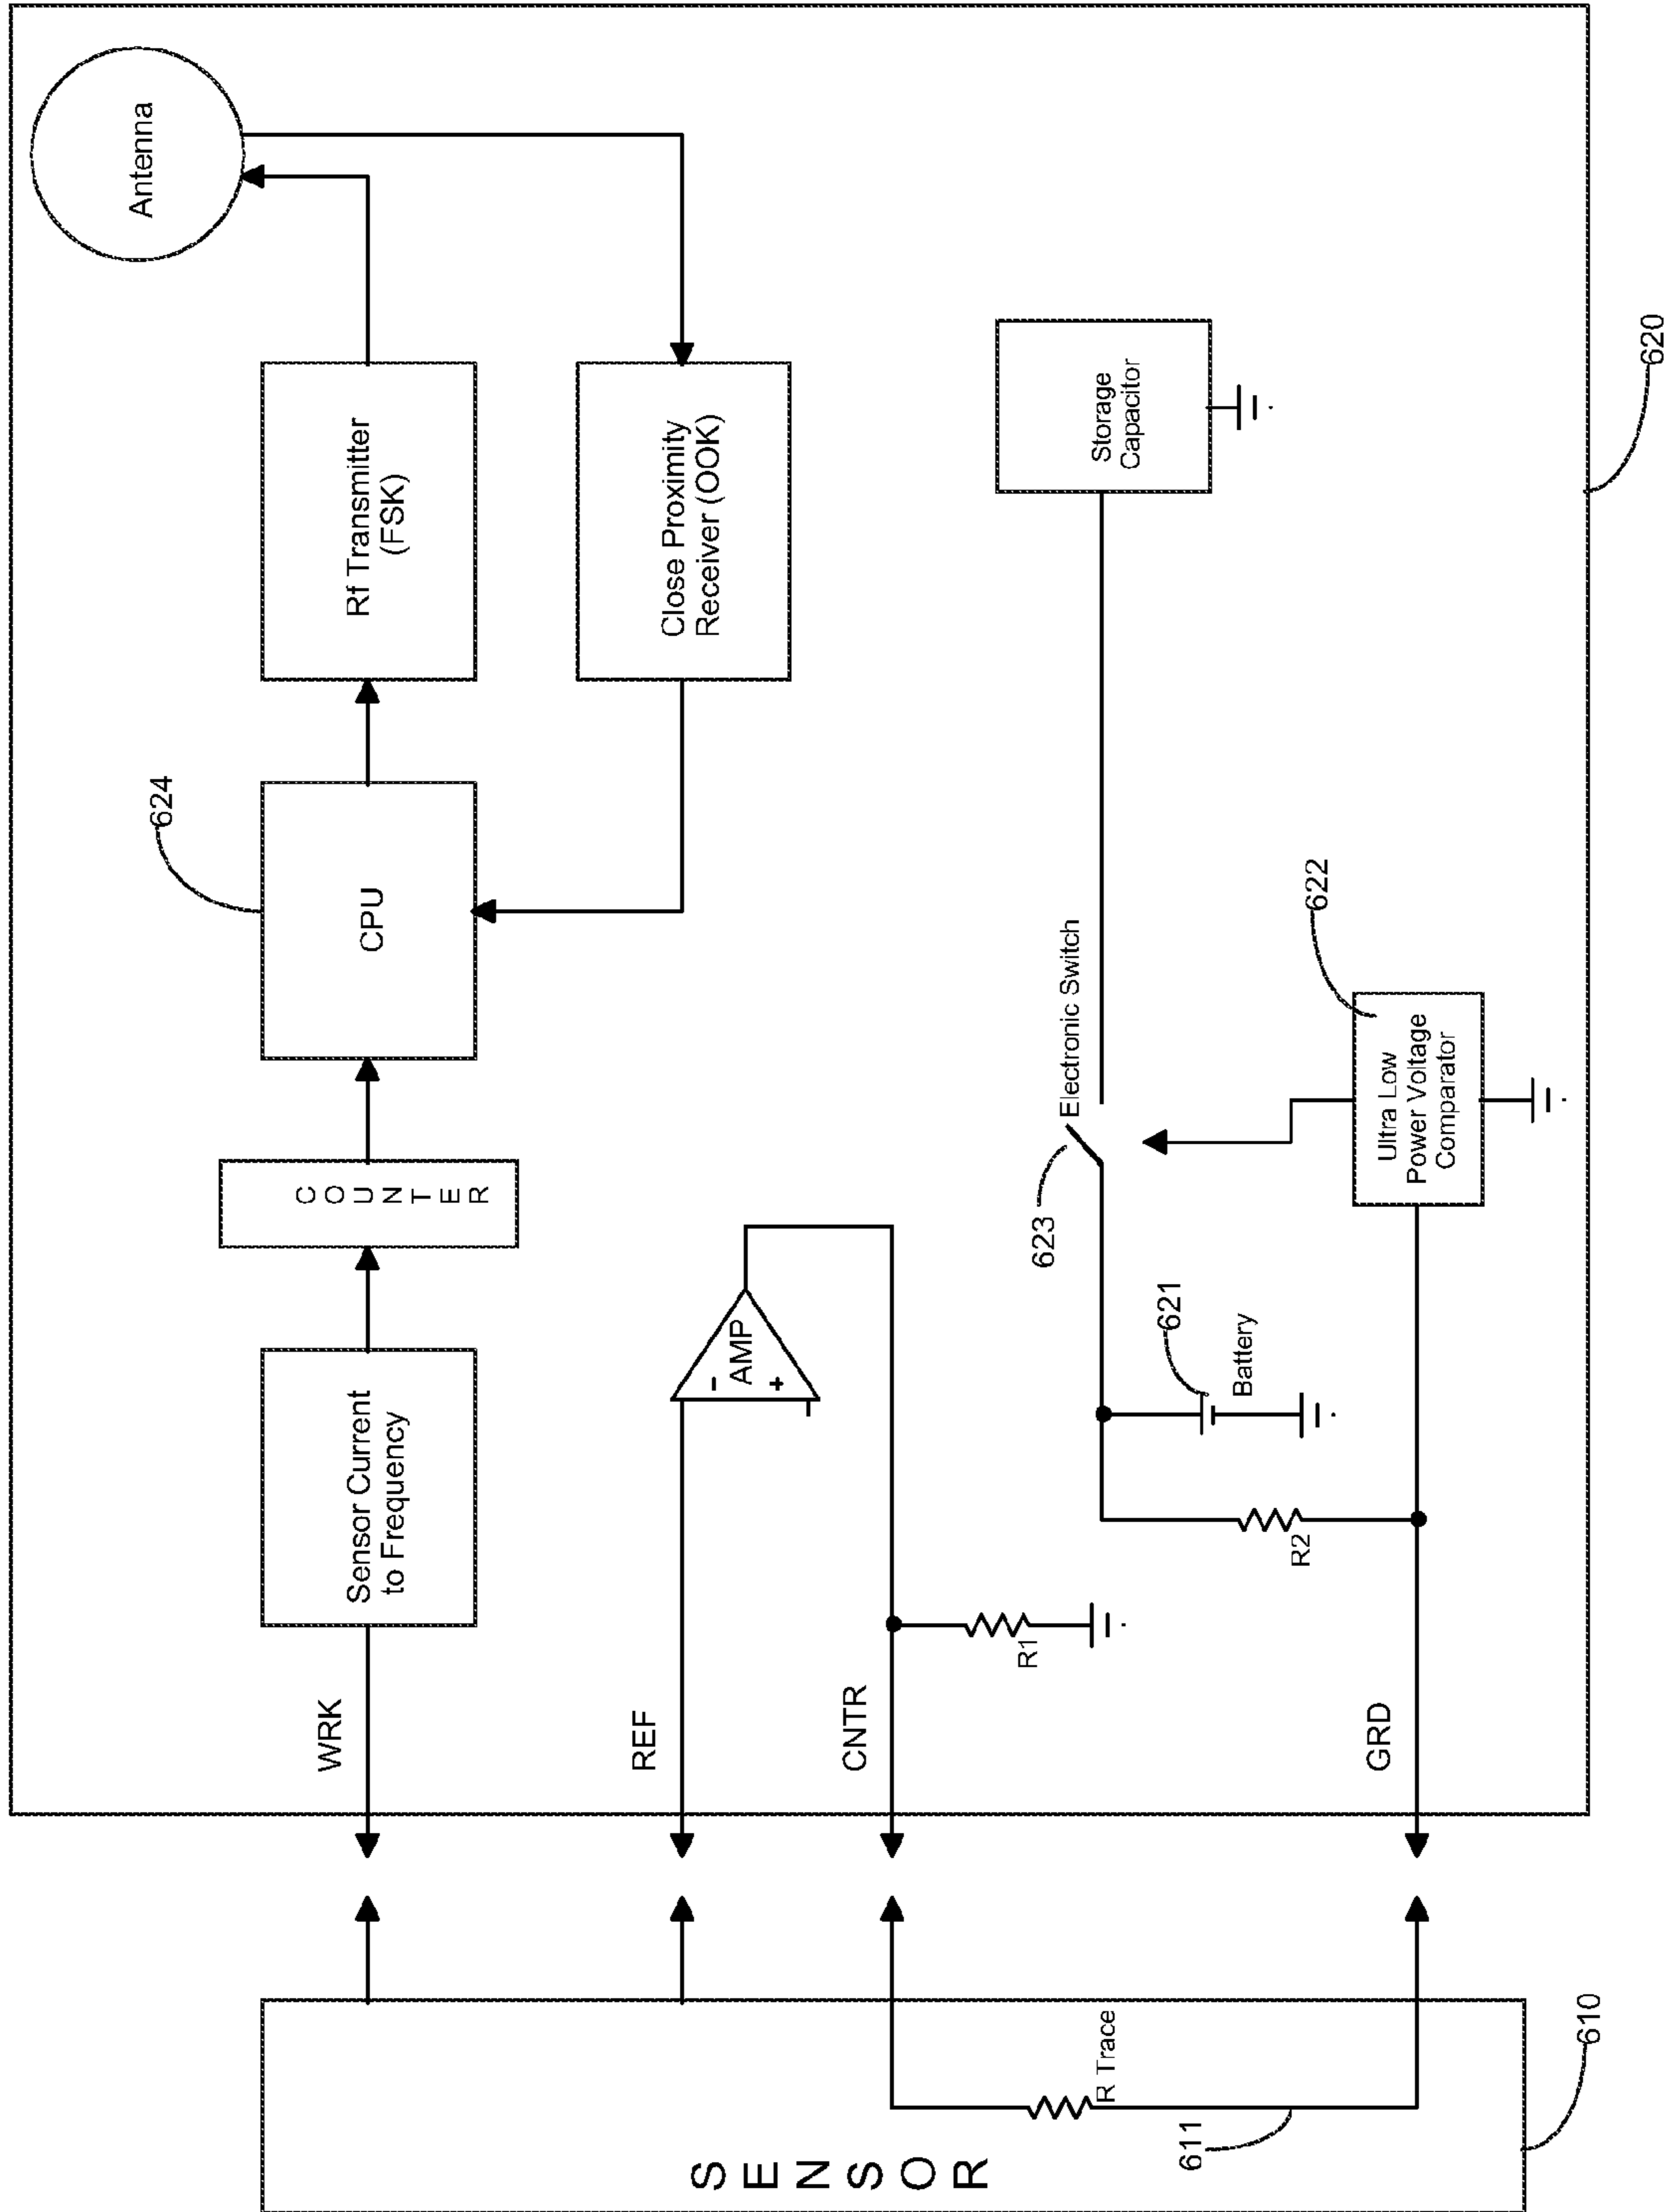 SENSOR
R Trace
611
610
WRK
REF
CNTR
GRD
Sensor Current
to Frequency
COUNTER
CPU
624
Rf Transmitter
(FSK)
Antenna
Close Proximity
Receiver (OOK)
-
AMP
+
R1
R2
621
Battery
623
Electronic Switch
Storage
Capacitor
Ultra Low
Power Voltage
Comparator
622
620